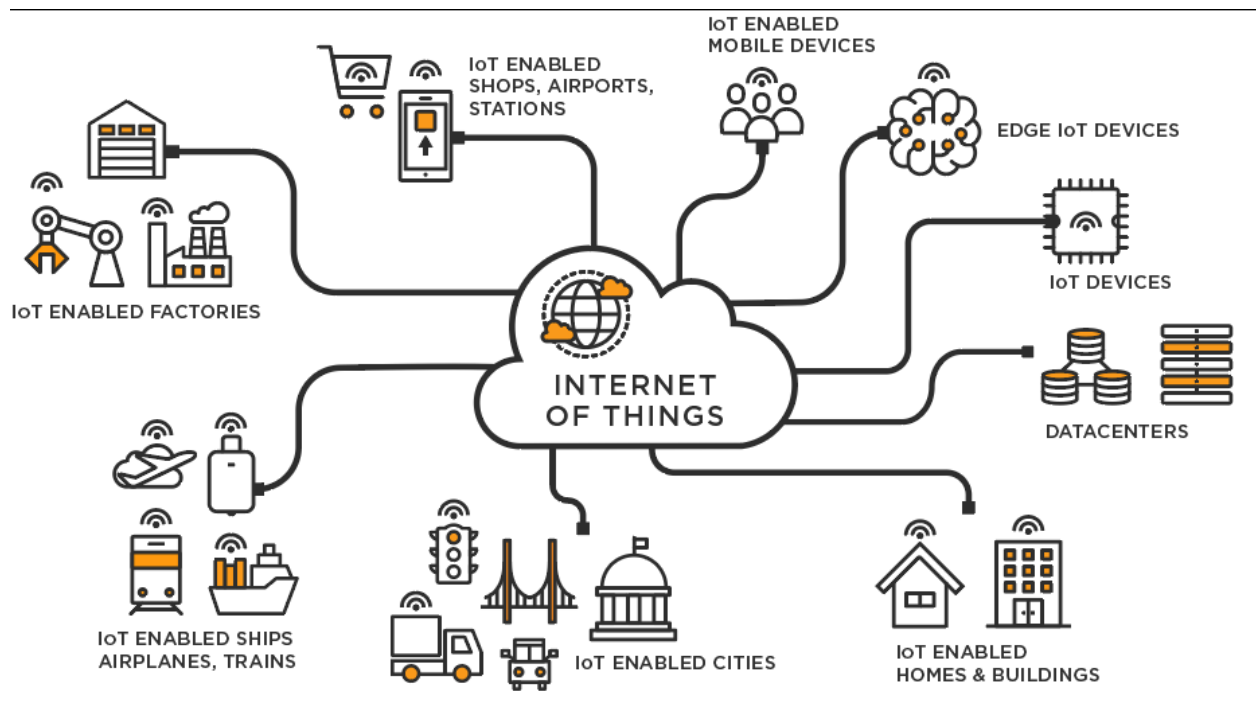 IoT ENABLED
SHOPS, AIRPORTS,
STATIONS
IoT ENABLED
MOBILE DEVICES
EDGE IoT DEVICES
IoT DEVICES
IoT ENABLED FACTORIES
INTERNET
OF THINGS
DATACENTERS
IoT ENABLED SHIPS
AIRPLANES, TRAINS
IoT ENABLED CITIES
IoT ENABLED
HOMES & BUILDINGS